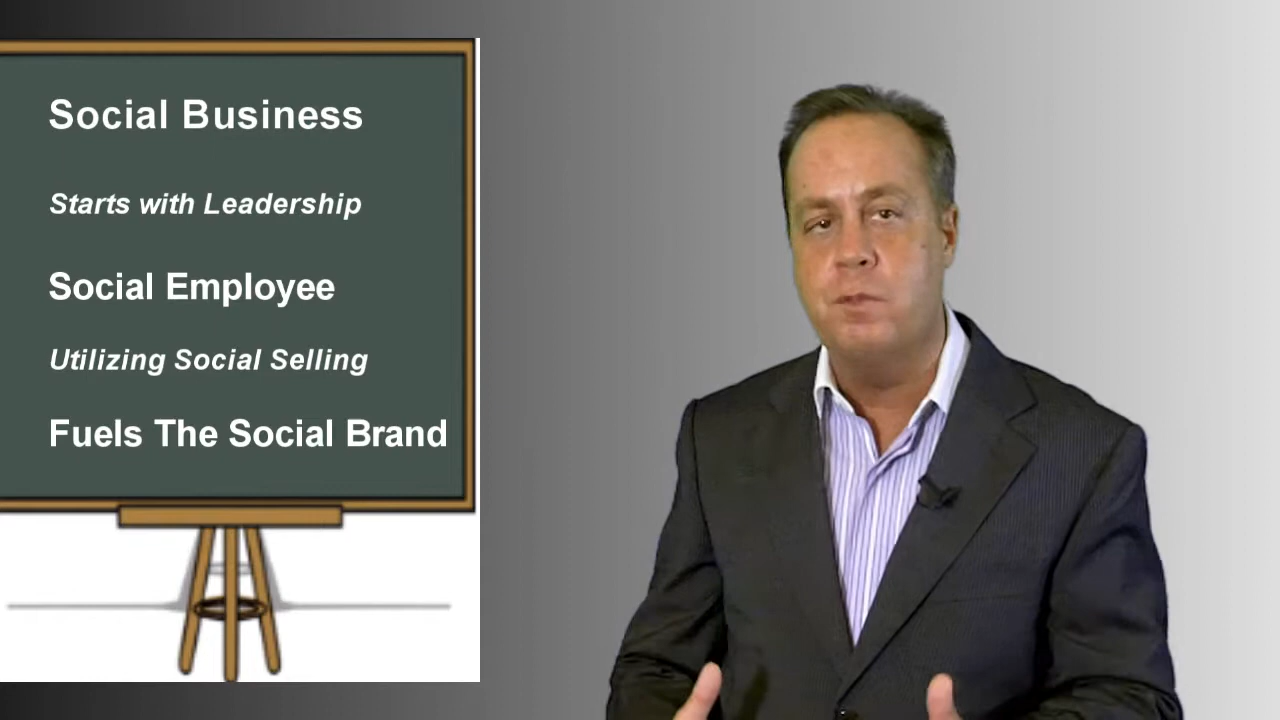 Social Business
Starts with Leadership
Social Employee
Utilizing Social Selling
Fuels The Social Brand